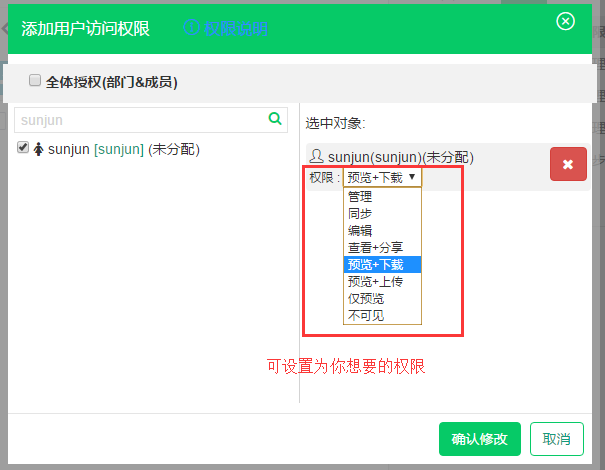 添加用户访问权限 权限说明
全体授权(部门&成员)
sunjun
sunjun [sunjun] (未分配)
选中对象:
sunjun(sunjun)(未分配)
权限 : 预览+下载
管理
同步
编辑
查看+分享
预览+下载
预览+上传
仅预览
不可见
可设置为你想要的权限
确认修改 取消